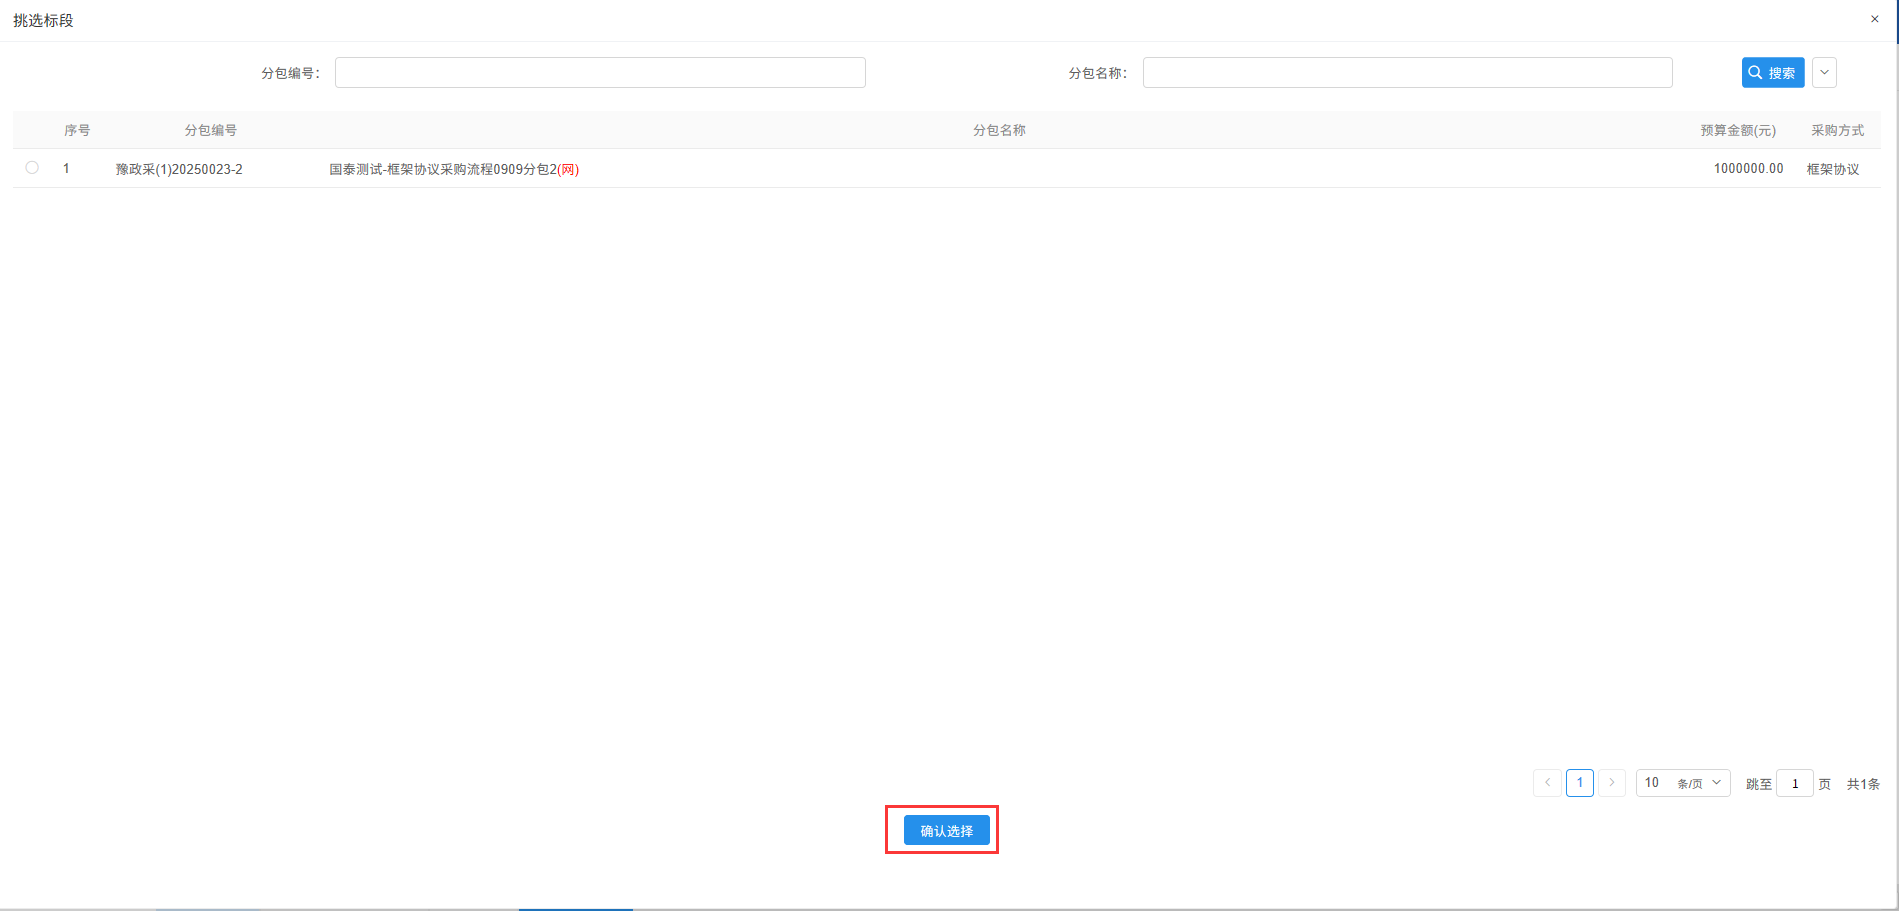 挑选标段
×
分包编号：
分包名称：
搜索
序号 分包编号 分包名称 预算金额(元) 采购方式
1 豫政采(1)20250023-2 国泰测试-框架协议采购流程0909分包2(网) 1000000.00 框架协议
< 1 > 10 条/页 跳至 1 页 共1条
确认选择